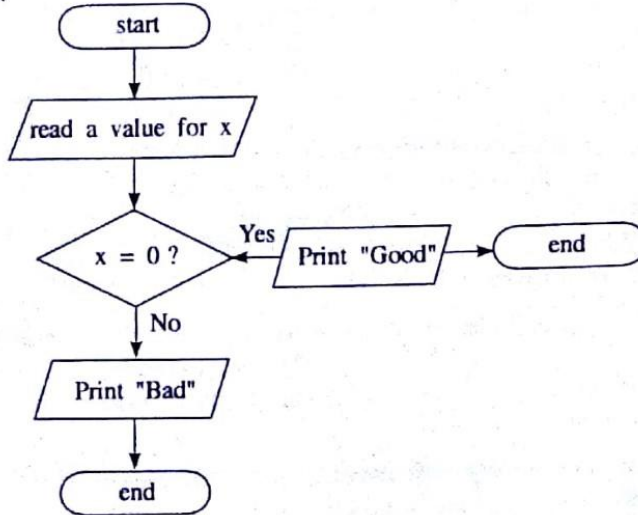 start
read a value for x
x = 0 ?
Yes
Print "Good"
end
No
Print "Bad"
end